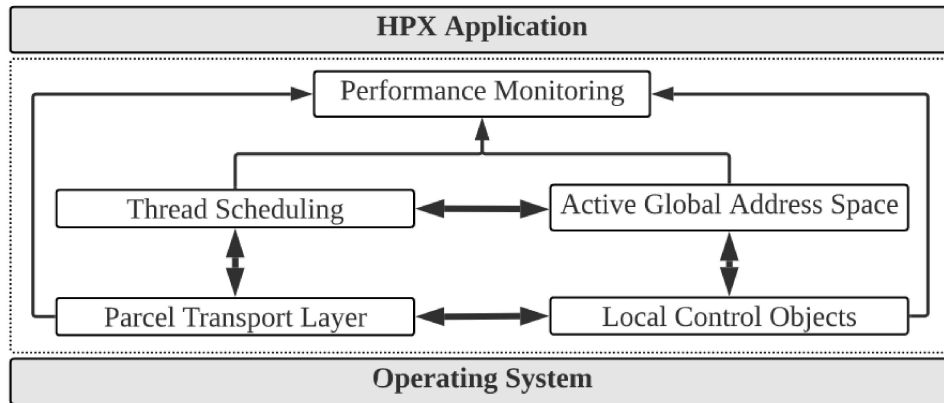 HPX Application
Performance Monitoring
Thread Scheduling
Active Global Address Space
Parcel Transport Layer
Local Control Objects
Operating System